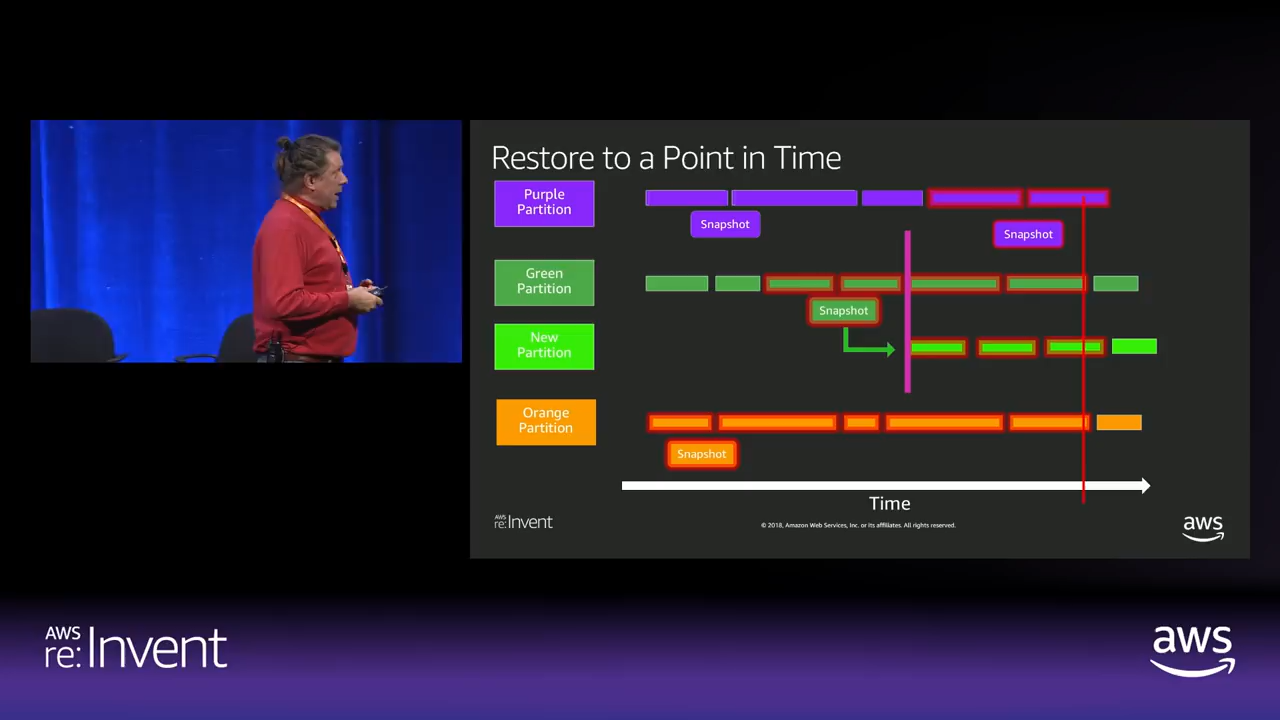 Restore to a Point in Time
Purple
Partition
Snapshot
Snapshot
Green
Partition
Snapshot
New
Partition
Orange
Partition
Snapshot
Time
AWS
re:Invent
© 2018, Amazon Web Services, Inc. or its affiliates. All rights reserved.
aws
AWS
re:Invent
aws